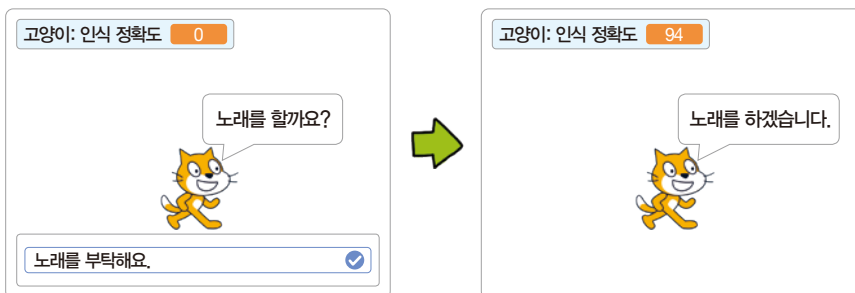 고양이: 인식 정확도 0
노래를 할까요?
노래를 부탁해요.
고양이: 인식 정확도 94
노래를 하겠습니다.